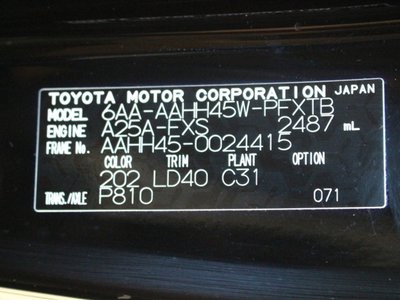 TOYOTA MOTOR CORPORATION JAPAN
MODEL 6AA-AAHH45W-PFXTB
ENGINE A25A-FXS 2487 mL
FRAME No. AAHH45-0024415
COLOR TRIM PLANT OPTION
202 LD40 C31
TRANS./AXLE P810 071